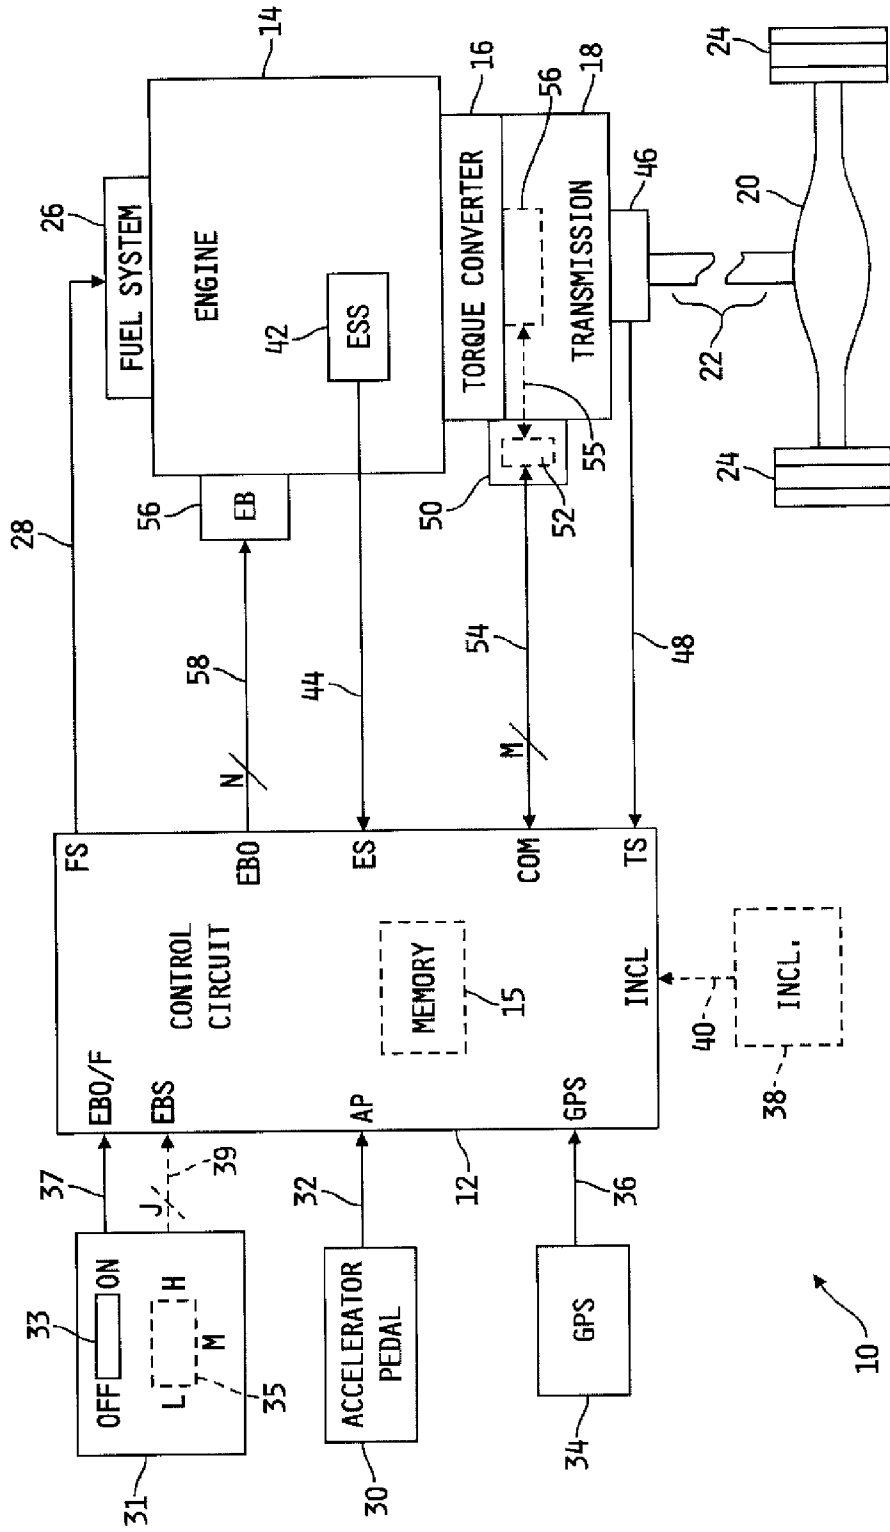 14
26
FUEL SYSTEM
ENGINE
42
ESS
28
56
EB
16
18
TORQUE CONVERTER
56
TRANSMISSION
46
50
52
55
24
20
22
24
58
N
44
54
M
48
FS
EBO
ES
COM
TS
CONTROL
CIRCUIT
MEMORY
15
INCL
EBO/F
EBS
AP
GPS
12
INCL.
40
38
37
39
J
32
36
33
OFF
ON
L
M
H
35
31
ACCELERATOR
PEDAL
30
GPS
34
10